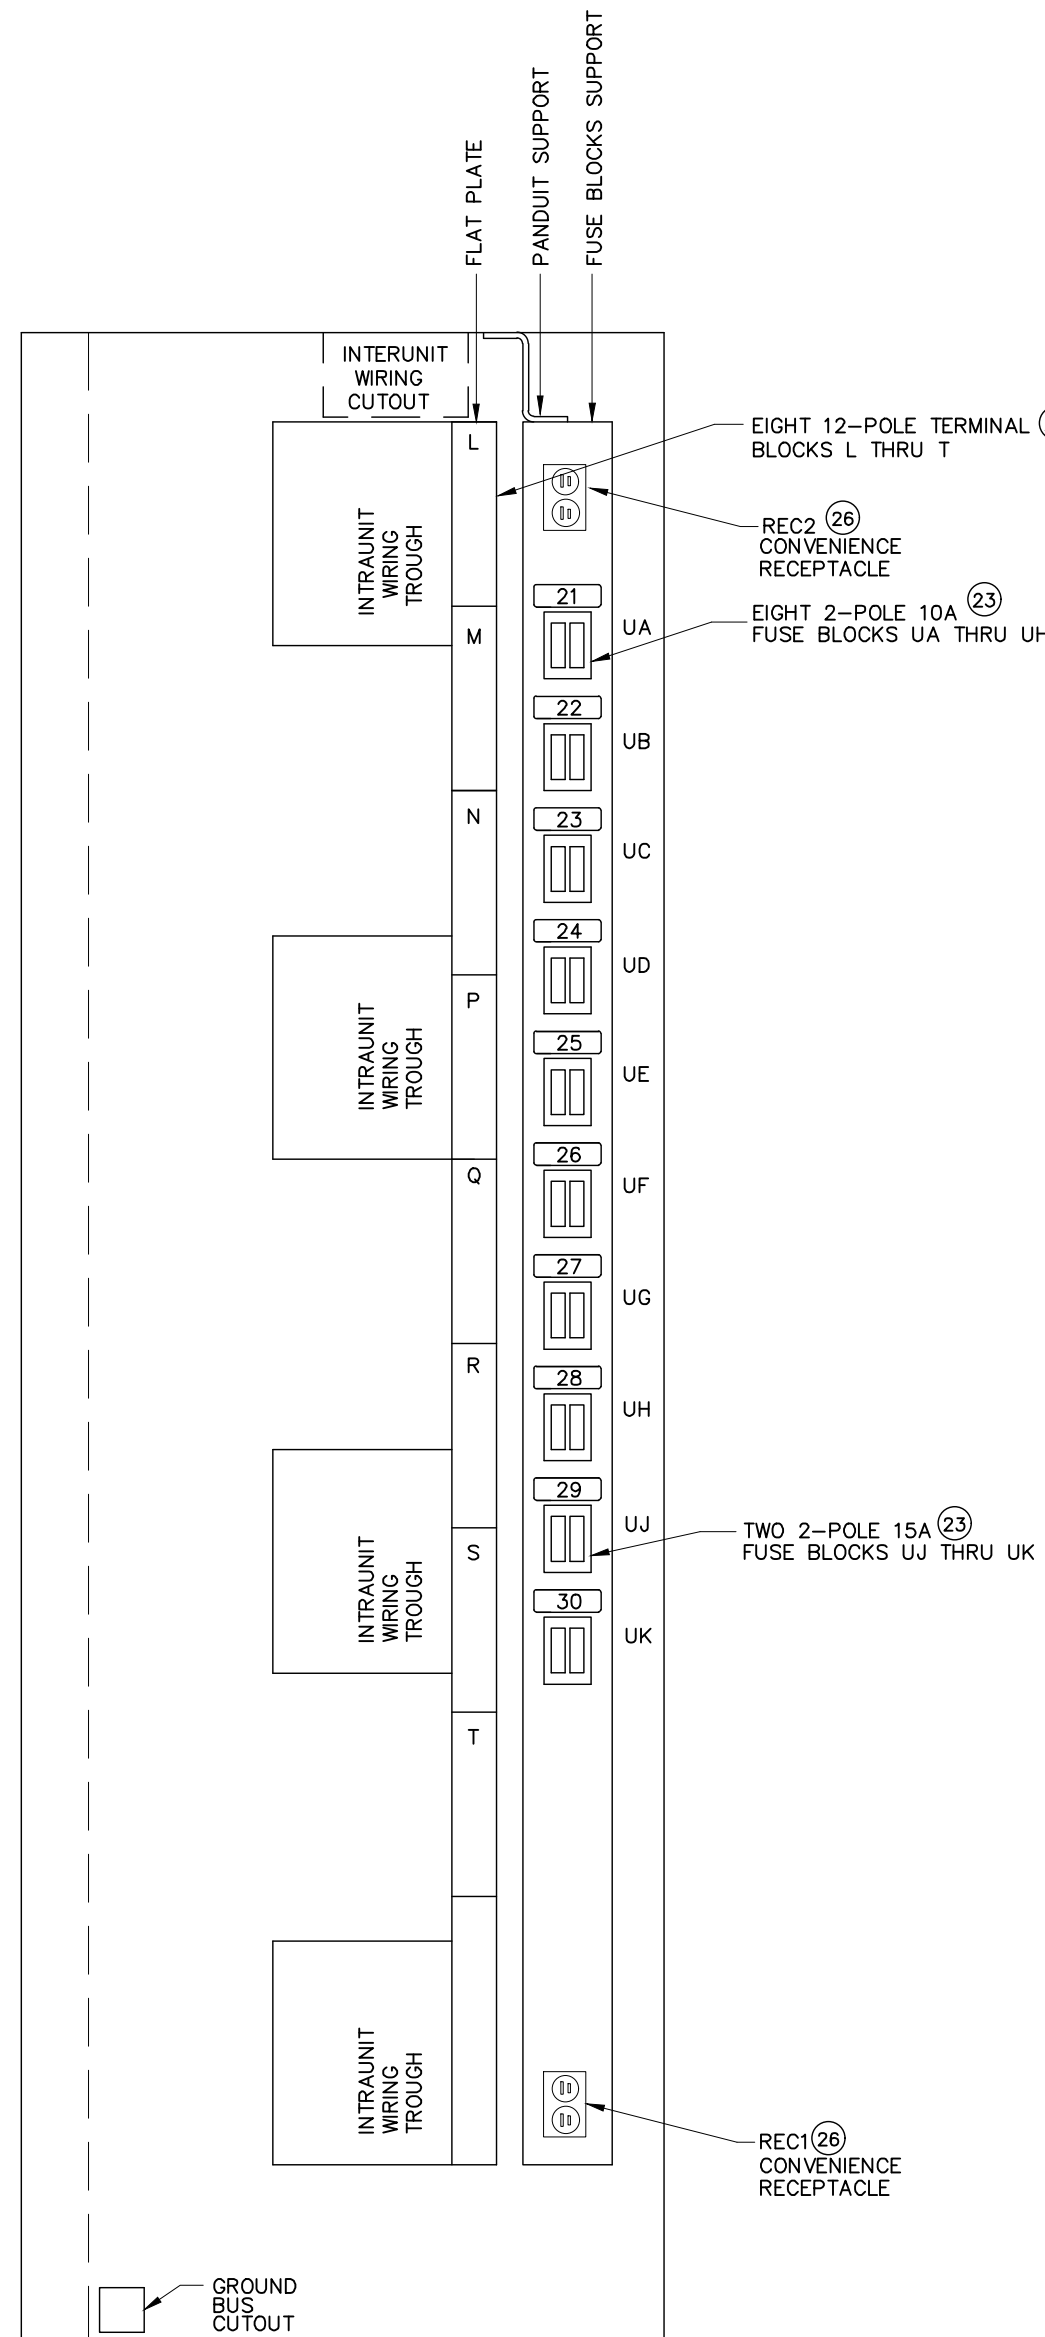 FLAT PLATE
PANDUIT SUPPORT
FUSE BLOCKS SUPPORT
INTERUNIT
WIRING
CUTOUT
L
EIGHT 12-POLE TERMINAL
BLOCKS L THRU T
INTRAUNIT
WIRING
TROUGH
REC2 26
CONVENIENCE
RECEPTACLE
21
EIGHT 2-POLE 10A 23
FUSE BLOCKS UA THRU UH
M
UA
22
UB
N
23
UC
24
UD
INTRAUNIT
WIRING
TROUGH
P
25
UE
26
Q
UF
27
UG
R
28
UH
29
UJ
TWO 2-POLE 15A 23
FUSE BLOCKS UJ THRU UK
S
INTRAUNIT
WIRING
TROUGH
30
UK
T
INTRAUNIT
WIRING
TROUGH
REC1 26
CONVENIENCE
RECEPTACLE
GROUND
BUS
CUTOUT